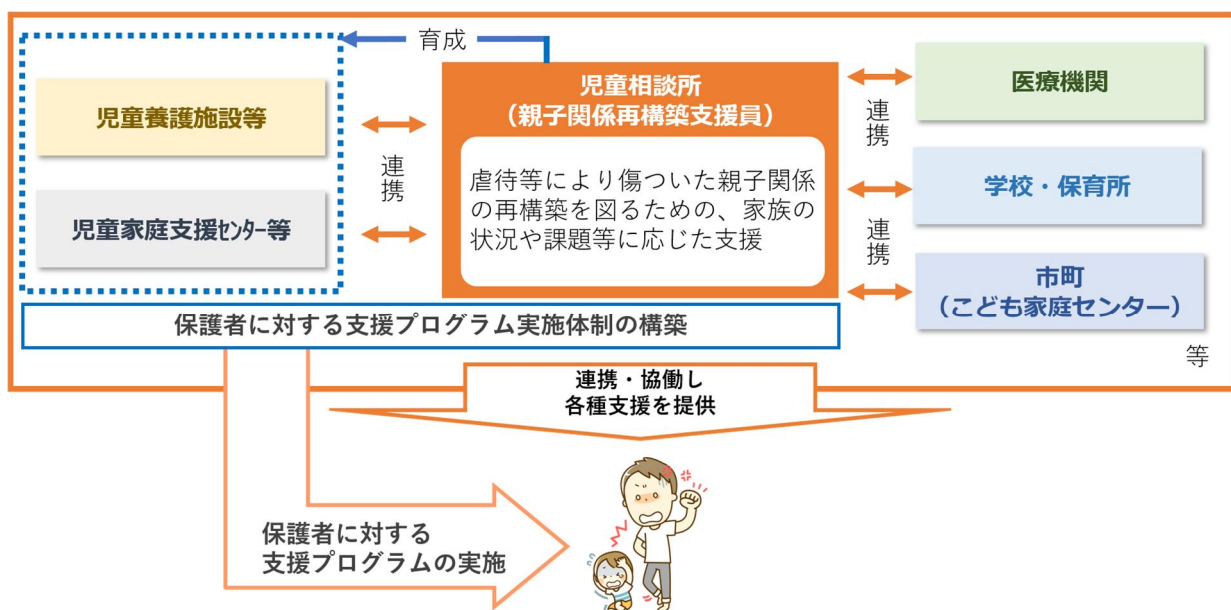 育成
児童養護施設等
児童家庭支援ｾﾝﾀｰ等
連携
児童相談所
（親子関係再構築支援員）
虐待等により傷ついた親子関係
の再構築を図るための、家族の
状況や課題等に応じた支援
連携
連携
医療機関
学校・保育所
市町
（こども家庭センター）
等
保護者に対する支援プログラム実施体制の構築
連携・協働し
各種支援を提供
保護者に対する
支援プログラムの実施